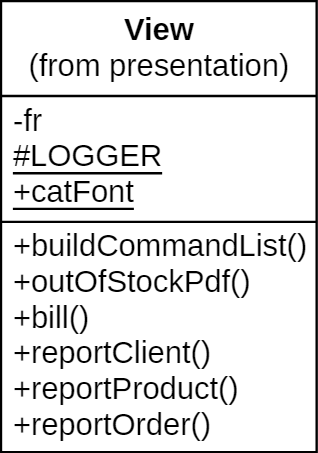 View
(from presentation)
-fr
#LOGGER
+catFont
+buildCommandList()
+outOfStockPdf()
+bill()
+reportClient()
+reportProduct()
+reportOrder()